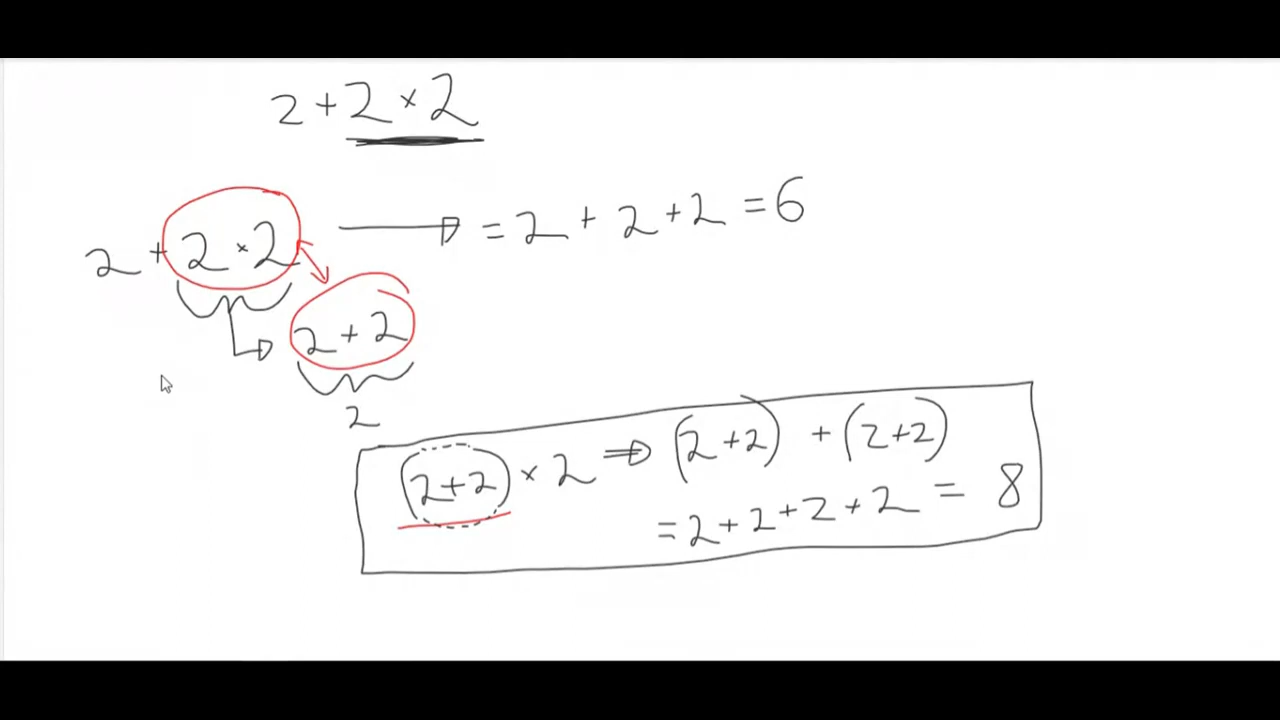 2 + 2 × 2
2 + 2 × 2 = 2 + 2 + 2 = 6
2 + 2
2
(2+2) × 2 ⇒ (2+2) + (2+2)
= 2 + 2 + 2 + 2 = 8